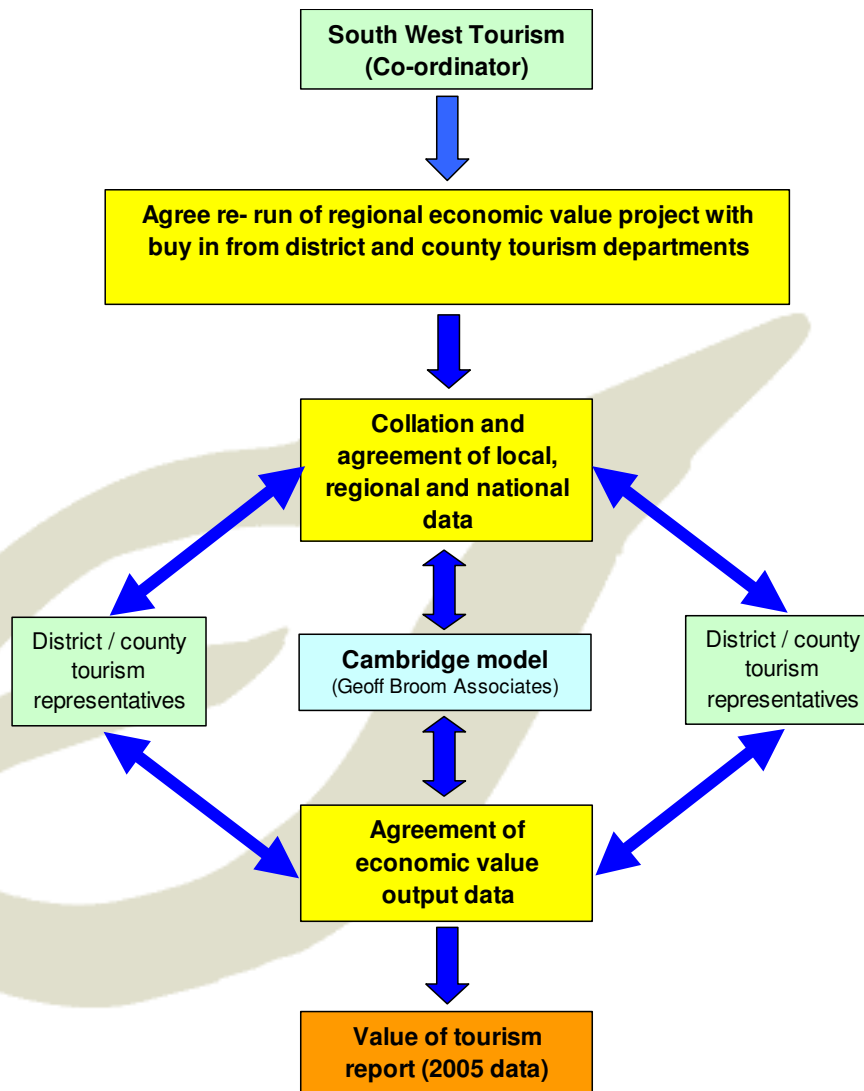 South West Tourism
(Co-ordinator)
Agree re- run of regional economic value project with
buy in from district and county tourism departments
Collation and
agreement of local,
regional and national
data
District / county
tourism
representatives
Cambridge model
(Geoff Broom Associates)
District / county
tourism
representatives
Agreement of
economic value
output data
Value of tourism
report (2005 data)